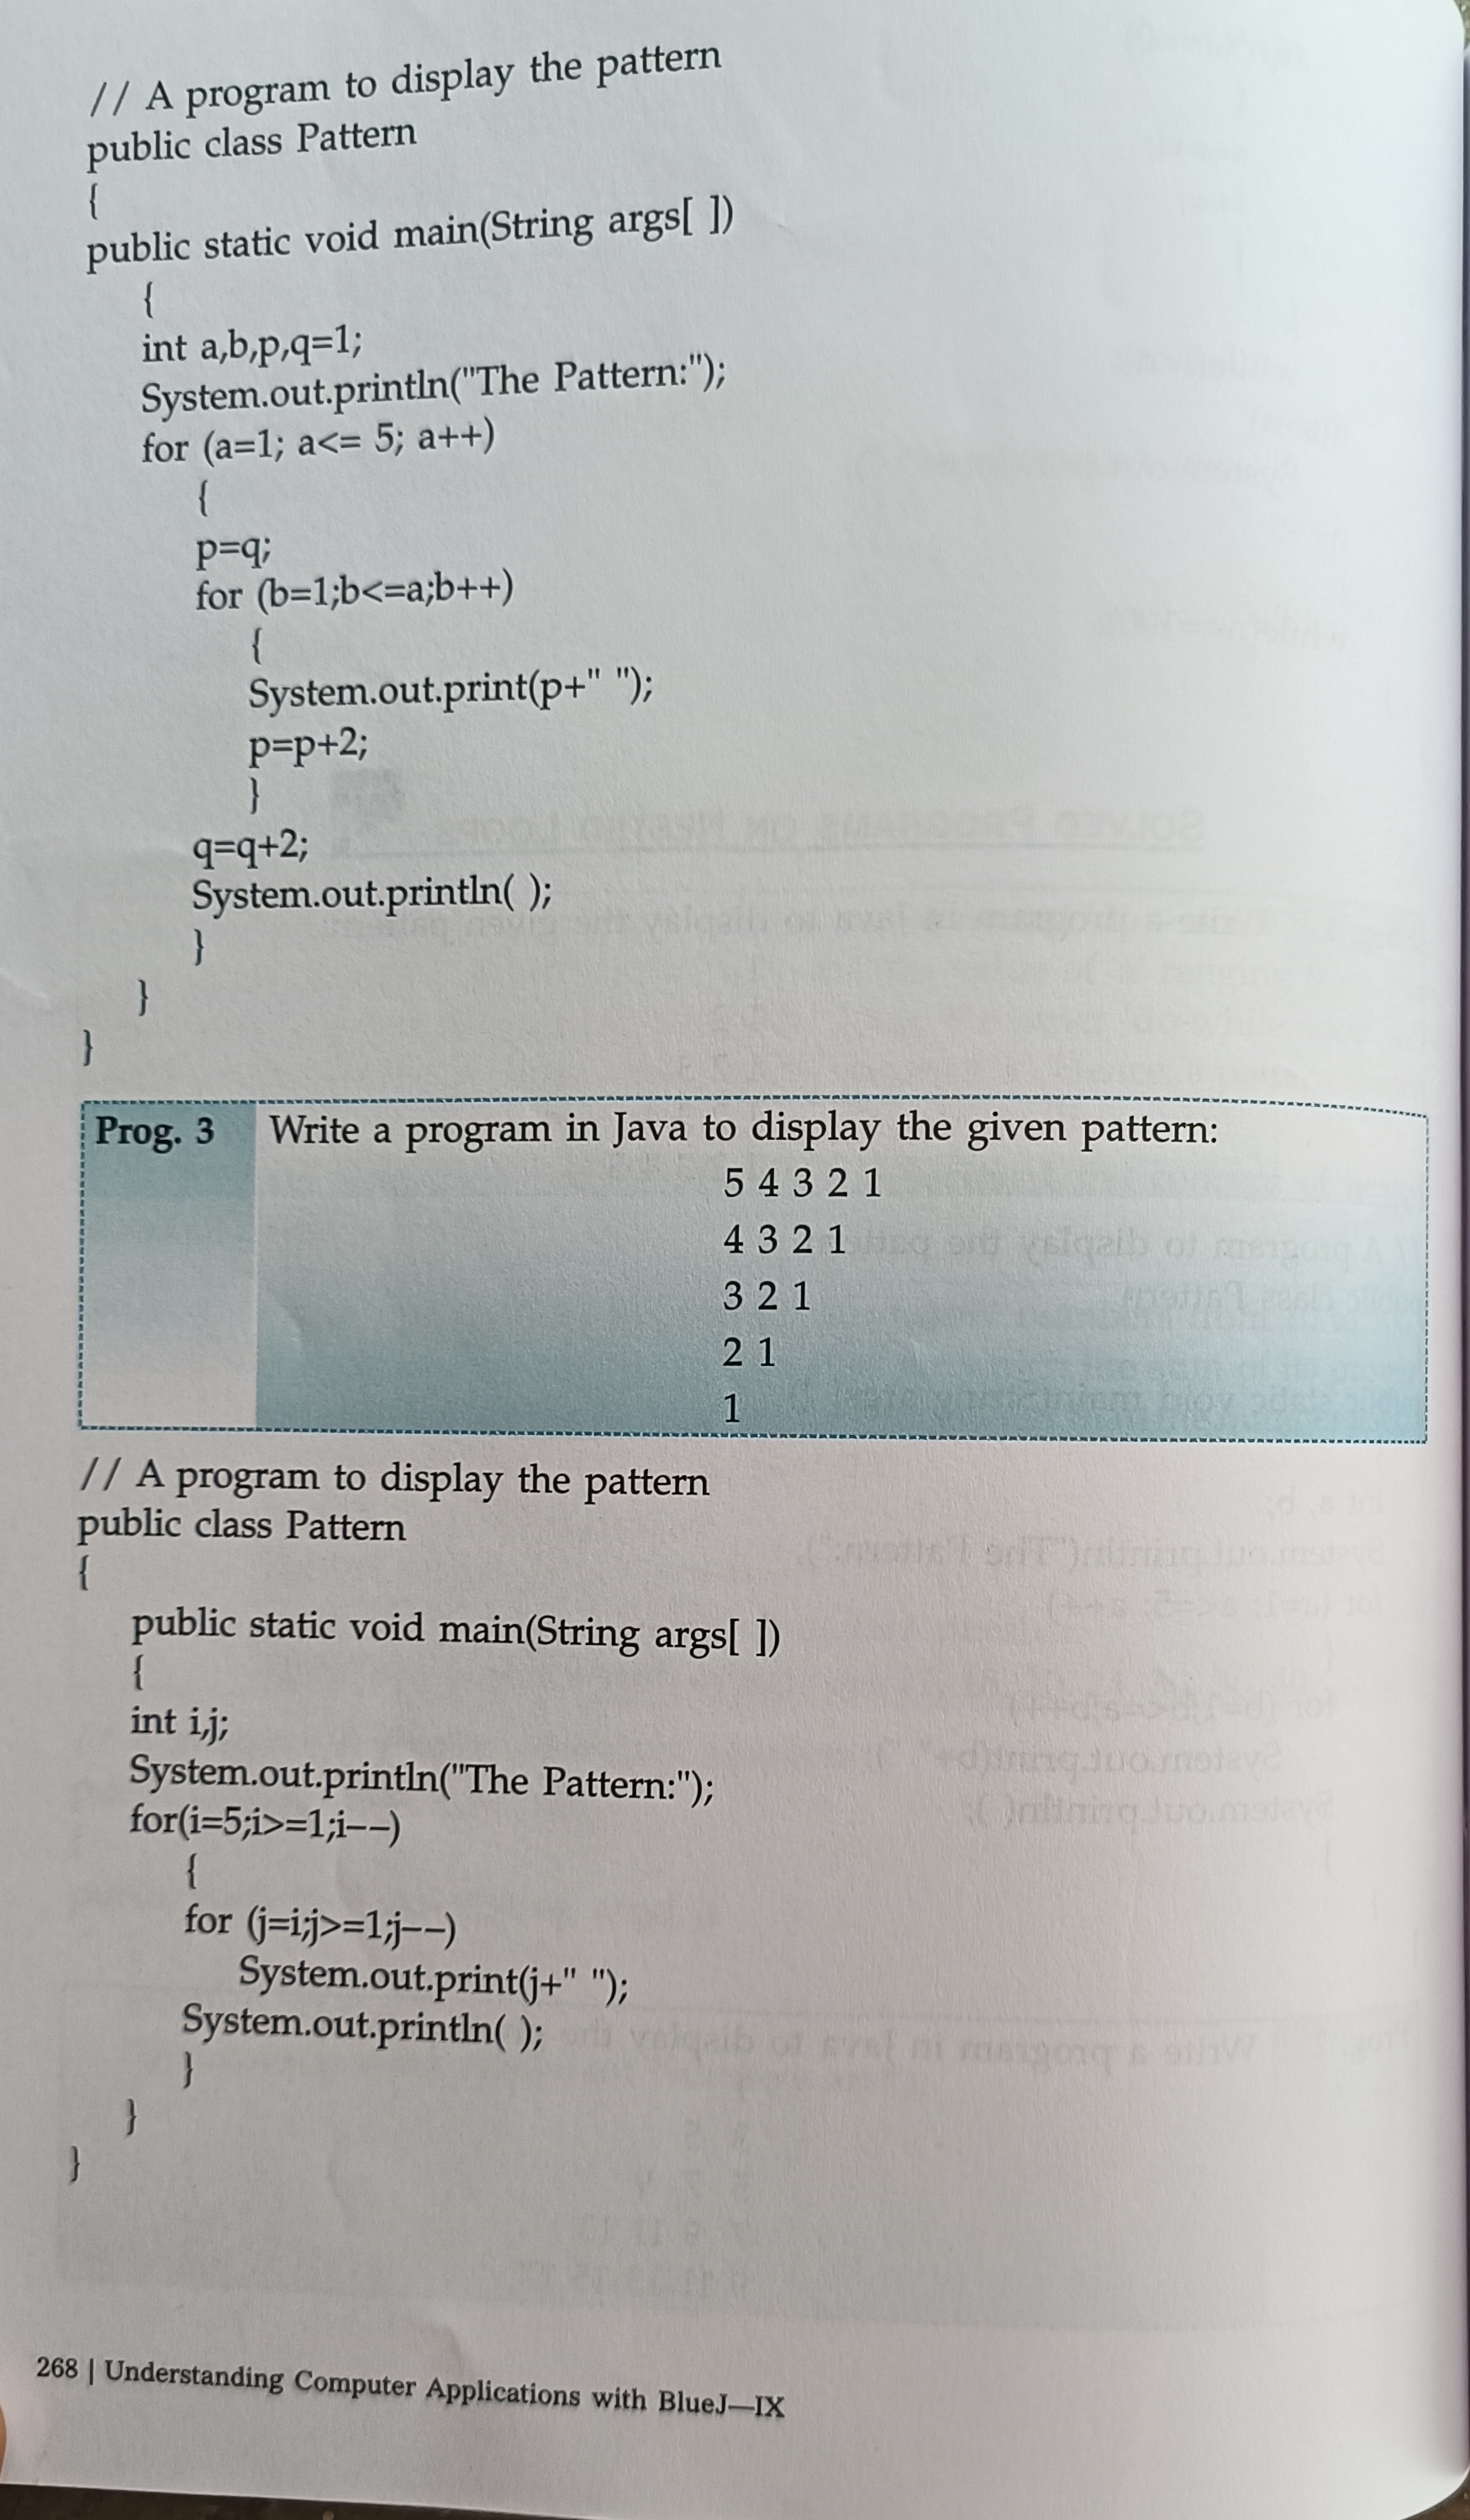 // A program to display the pattern
public class Pattern
{
public static void main(String args[ ])
{
int a,b,p,q=1;
System.out.println("The Pattern:");
for (a=1; a<= 5; a++)
{
p=q;
for (b=1;b<=a;b++)
{
System.out.print(p+" ");
p=p+2;
}
q=q+2;
System.out.println( );
}
}
}
Prog. 3 Write a program in Java to display the given pattern:
5 4 3 2 1
4 3 2 1
3 2 1
2 1
1
// A program to display the pattern
public class Pattern
{
public static void main(String args[ ])
{
int i,j;
System.out.println("The Pattern:");
for(i=5;i>=1;i--)
{
for (j=i;j>=1;j--)
System.out.print(j+" ");
System.out.println( );
}
}
}
268 | Understanding Computer Applications with BlueJ—IX